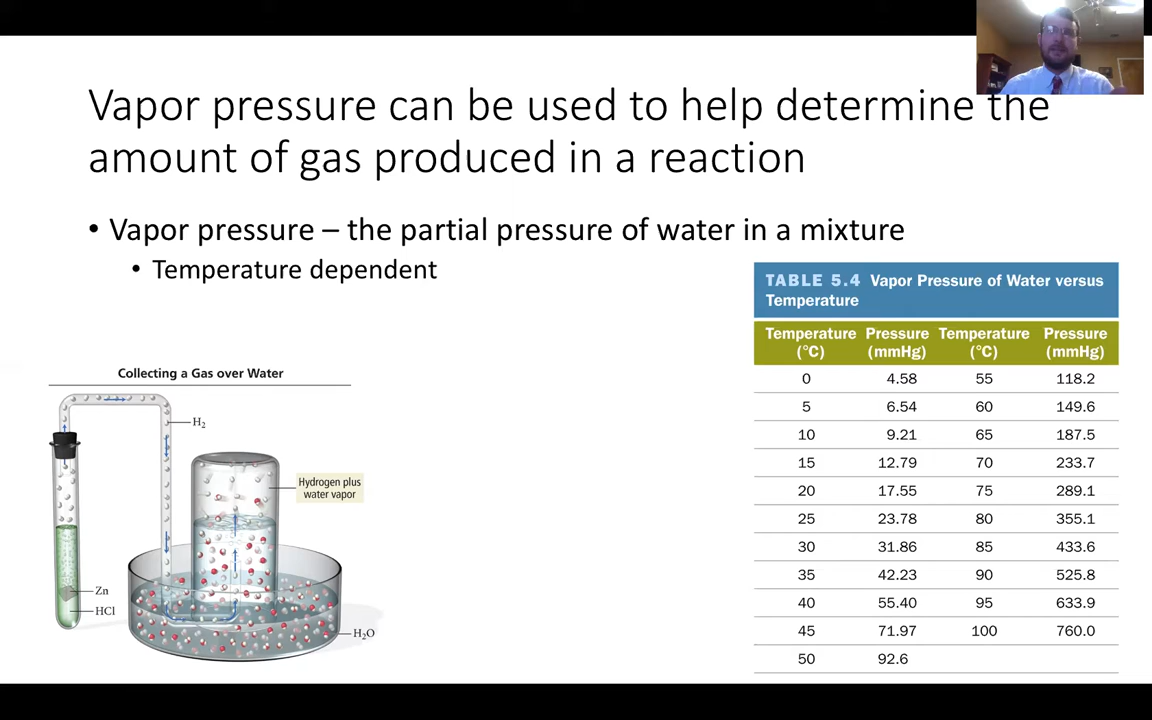 Vapor pressure can be used to help determine the
amount of gas produced in a reaction
• Vapor pressure – the partial pressure of water in a mixture
• Temperature dependent
Collecting a Gas over Water
H₂
Hydrogen plus
water vapor
Zn
HCl
H₂O
TABLE 5.4 Vapor Pressure of Water versus
Temperature
Temperature (°C) Pressure (mmHg) Temperature (°C) Pressure (mmHg)
0 4.58 55 118.2
5 6.54 60 149.6
10 9.21 65 187.5
15 12.79 70 233.7
20 17.55 75 289.1
25 23.78 80 355.1
30 31.86 85 433.6
35 42.23 90 525.8
40 55.40 95 633.9
45 71.97 100 760.0
50 92.6